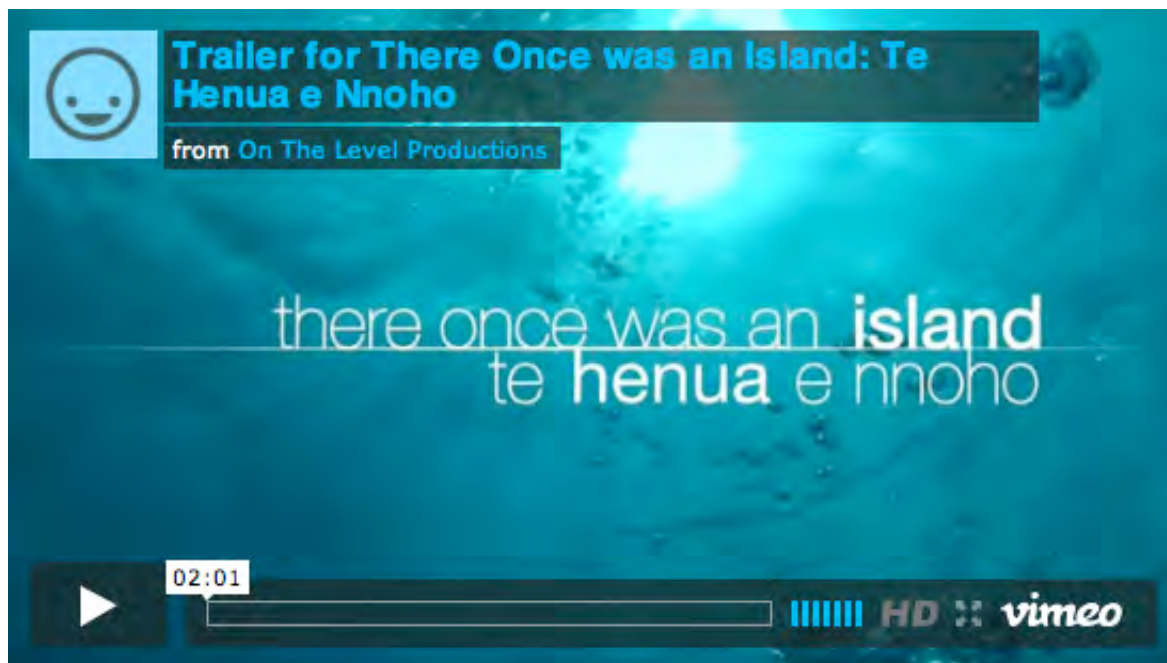 Trailer for There Once was an Island: Te
Henua e Nnoho
from On The Level Productions
there once was an island
te henua e nnoho
02:01
HD vimeo